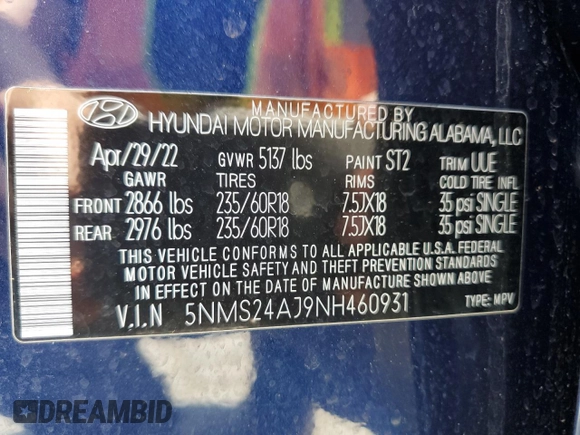 MANUFACTURED BY
HYUNDAI MOTOR MANUFACTURING ALABAMA, LLC
Apr/29/22 GVWR 5137 lbs PAINT ST2 TRIM UUE
GAWR TIRES RIMS COLD TIRE INFL
FRONT 2866 lbs 235/60R18 7.5JX18 35 psi SINGLE
REAR 2976 lbs 235/60R18 7.5JX18 35 psi SINGLE
THIS VEHICLE CONFORMS TO ALL APPLICABLE U.S.A. FEDERAL
MOTOR VEHICLE SAFETY AND THEFT PREVENTION STANDARDS
IN EFFECT ON THE DATE OF MANUFACTURE SHOWN ABOVE
V.I.N 5NMS24AJ9NH460931 TYPE: MPV
DREAMBID